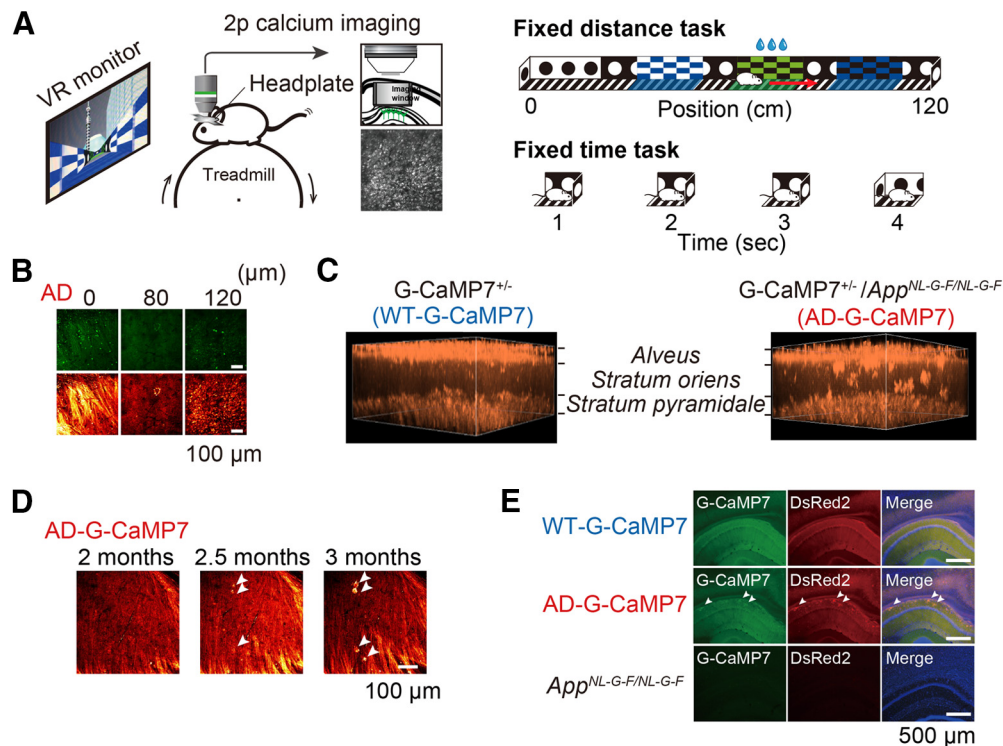 A
2p calcium imaging
VR monitor
Headplate
Imaging
window
Treadmill
Fixed distance task
0
Position (cm)
120
Fixed time task
1
2
3
4
Time (sec)
B
AD
(µm)
0
80
120
100 µm
C
G-CaMP7+/-
(WT-G-CaMP7)
G-CaMP7+/- /AppNL-G-F/NL-G-F
(AD-G-CaMP7)
Alveus
Stratum oriens
Stratum pyramidale
D
AD-G-CaMP7
2 months
2.5 months
3 months
100 µm
E
WT-G-CaMP7
G-CaMP7
DsRed2
Merge
AD-G-CaMP7
G-CaMP7
DsRed2
Merge
AppNL-G-F/NL-G-F
G-CaMP7
DsRed2
Merge
500 µm